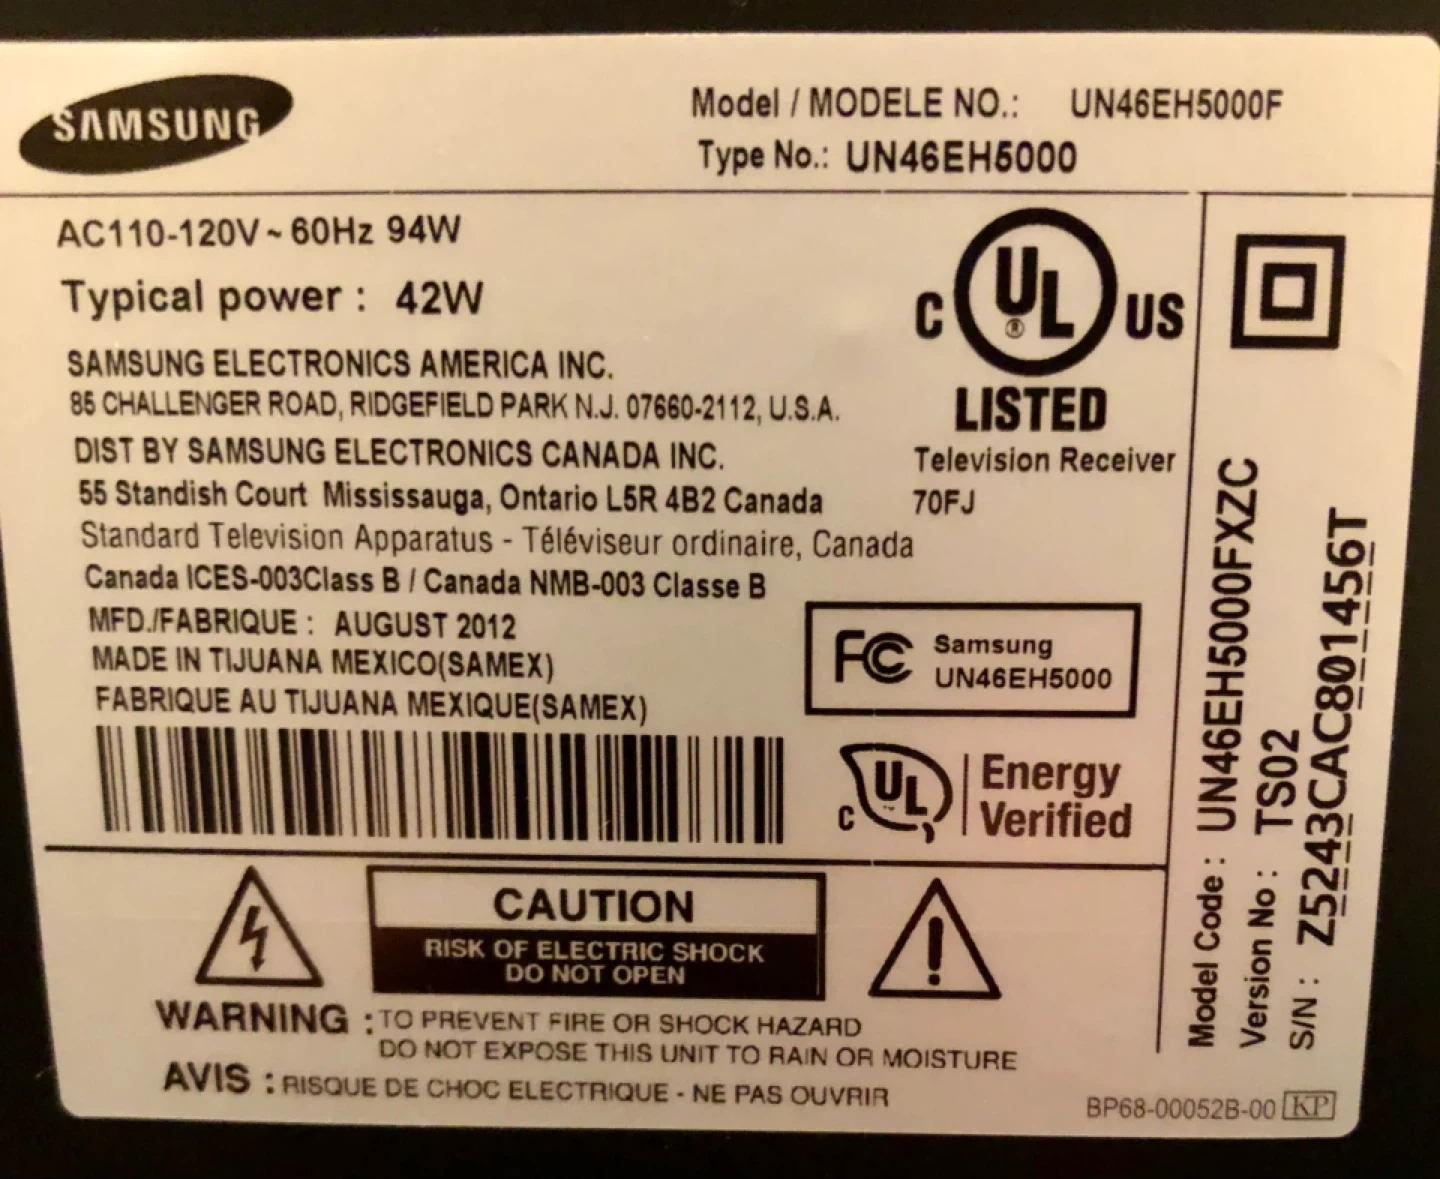 SAMSUNG
Model / MODELE NO.: UN46EH5000F
Type No.: UN46EH5000
AC110-120V ~ 60Hz 94W
Typical power : 42W
SAMSUNG ELECTRONICS AMERICA INC.
85 CHALLENGER ROAD, RIDGEFIELD PARK N.J. 07660-2112, U.S.A.
DIST BY SAMSUNG ELECTRONICS CANADA INC.
55 Standish Court Mississauga, Ontario L5R 4B2 Canada
Standard Television Apparatus - Téléviseur ordinaire, Canada
Canada ICES-003Class B / Canada NMB-003 Classe B
MFD./FABRIQUE : AUGUST 2012
MADE IN TIJUANA MEXICO(SAMEX)
FABRIQUE AU TIJUANA MEXIQUE(SAMEX)
C UL ® US
LISTED
Television Receiver
70FJ
FC Samsung
UN46EH5000
C UL Energy
Verified
CAUTION
RISK OF ELECTRIC SHOCK
DO NOT OPEN
WARNING : TO PREVENT FIRE OR SHOCK HAZARD
DO NOT EXPOSE THIS UNIT TO RAIN OR MOISTURE
AVIS : RISQUE DE CHOC ELECTRIQUE - NE PAS OUVRIR
Model Code : UN46EH5000FXZC
Version No : TS02
S/N : Z5243CAC801456T
BP68-00052B-00 KP